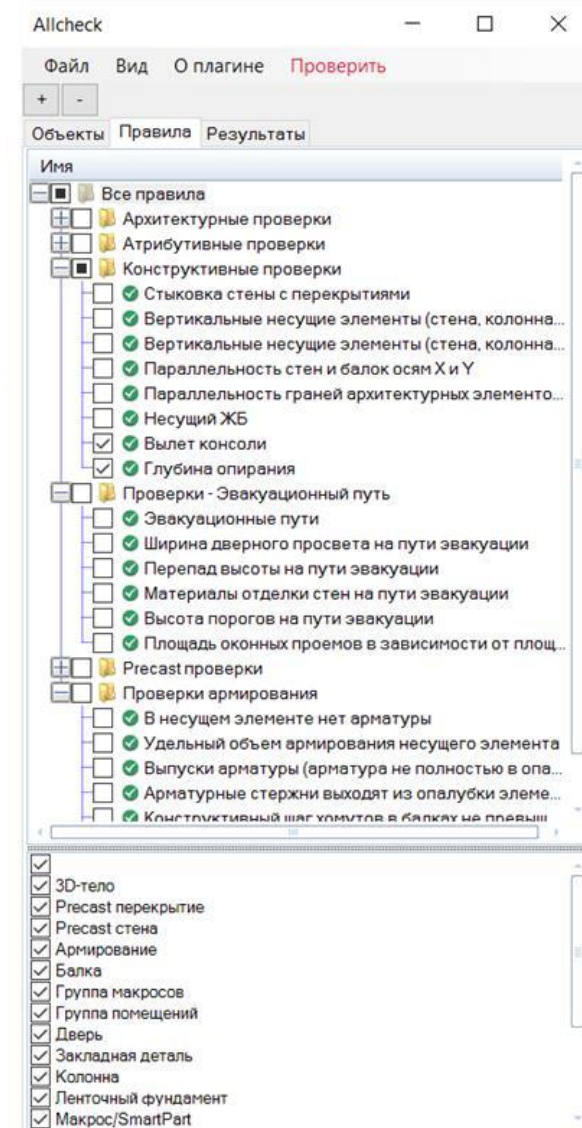 Allcheck
Файл Вид О плагине Проверить
+ -
Объекты Правила Результаты
Имя
Все правила
Архитектурные проверки
Атрибутивные проверки
Конструктивные проверки
Стыковка стены с перекрытиями
Вертикальные несущие элементы (стена, колонна...
Вертикальные несущие элементы (стена, колонна...
Параллельность стен и балок осям X и Y
Параллельность граней архитектурных элементо...
Несущий ЖБ
Вылет консоли
Глубина опирания
Проверки - Эвакуационный путь
Эвакуационные пути
Ширина дверного просвета на пути эвакуации
Перепад высоты на пути эвакуации
Материалы отделки стен на пути эвакуации
Высота порогов на пути эвакуации
Площадь оконных проемов в зависимости от площ...
Precast проверки
Проверки армирования
В несущем элементе нет арматуры
Удельный объем армирования несущего элемента
Выпуски арматуры (арматура не полностью в опа...
Арматурные стержни выходят из опалубки элеме...
Конструктивный шаг хомутов в балках не превыш...
3D-тело
Precast перекрытие
Precast стена
Армирование
Балка
Группа макросов
Группа помещений
Дверь
Закладная деталь
Колонна
Ленточный фундамент
Макрос/SmartPart